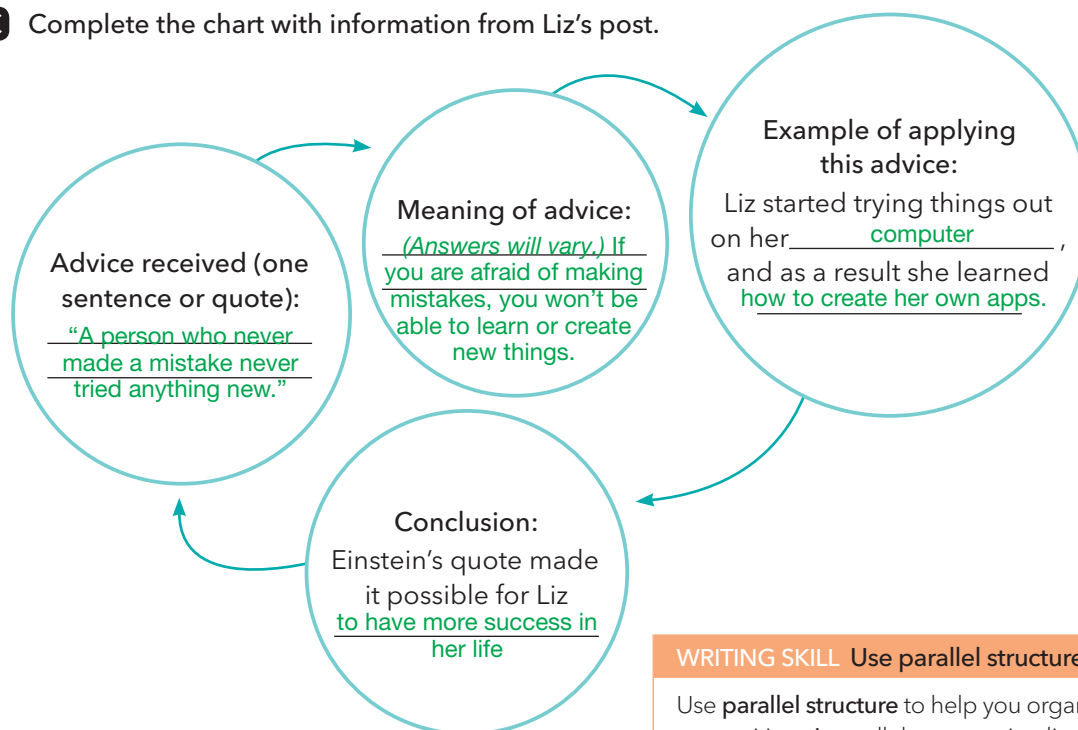 Complete the chart with information from Liz's post.
Advice received (one
sentence or quote):
“A person who never
made a mistake never
tried anything new.”
Meaning of advice:
(Answers will vary.) If
you are afraid of making
mistakes, you won't be
able to learn or create
new things.
Example of applying
this advice:
Liz started trying things out
on her computer ,
and as a result she learned
how to create her own apps.
Conclusion:
Einstein's quote made
it possible for Liz
to have more success in
her life
WRITING SKILL Use parallel structure
Use parallel structure to help you organ